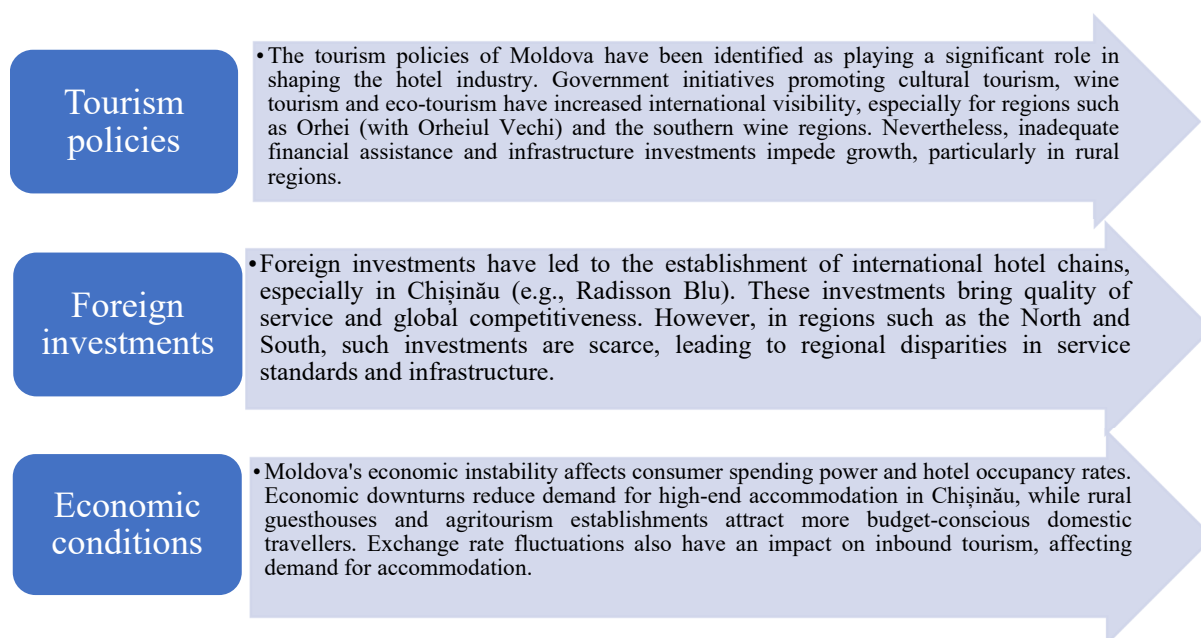 Tourism
policies
• The tourism policies of Moldova have been identified as playing a significant role in
shaping the hotel industry. Government initiatives promoting cultural tourism, wine
tourism and eco-tourism have increased international visibility, especially for regions such
as Orhei (with Orheiul Vechi) and the southern wine regions. Nevertheless, inadequate
financial assistance and infrastructure investments impede growth, particularly in rural
regions.
Foreign
investments
• Foreign investments have led to the establishment of international hotel chains,
especially in Chișinău (e.g., Radisson Blu). These investments bring quality of
service and global competitiveness. However, in regions such as the North and
South, such investments are scarce, leading to regional disparities in service
standards and infrastructure.
Economic
conditions
• Moldova's economic instability affects consumer spending power and hotel occupancy rates.
Economic downturns reduce demand for high-end accommodation in Chișinău, while rural
guesthouses and agritourism establishments attract more budget-conscious domestic
travellers. Exchange rate fluctuations also have an impact on inbound tourism, affecting
demand for accommodation.